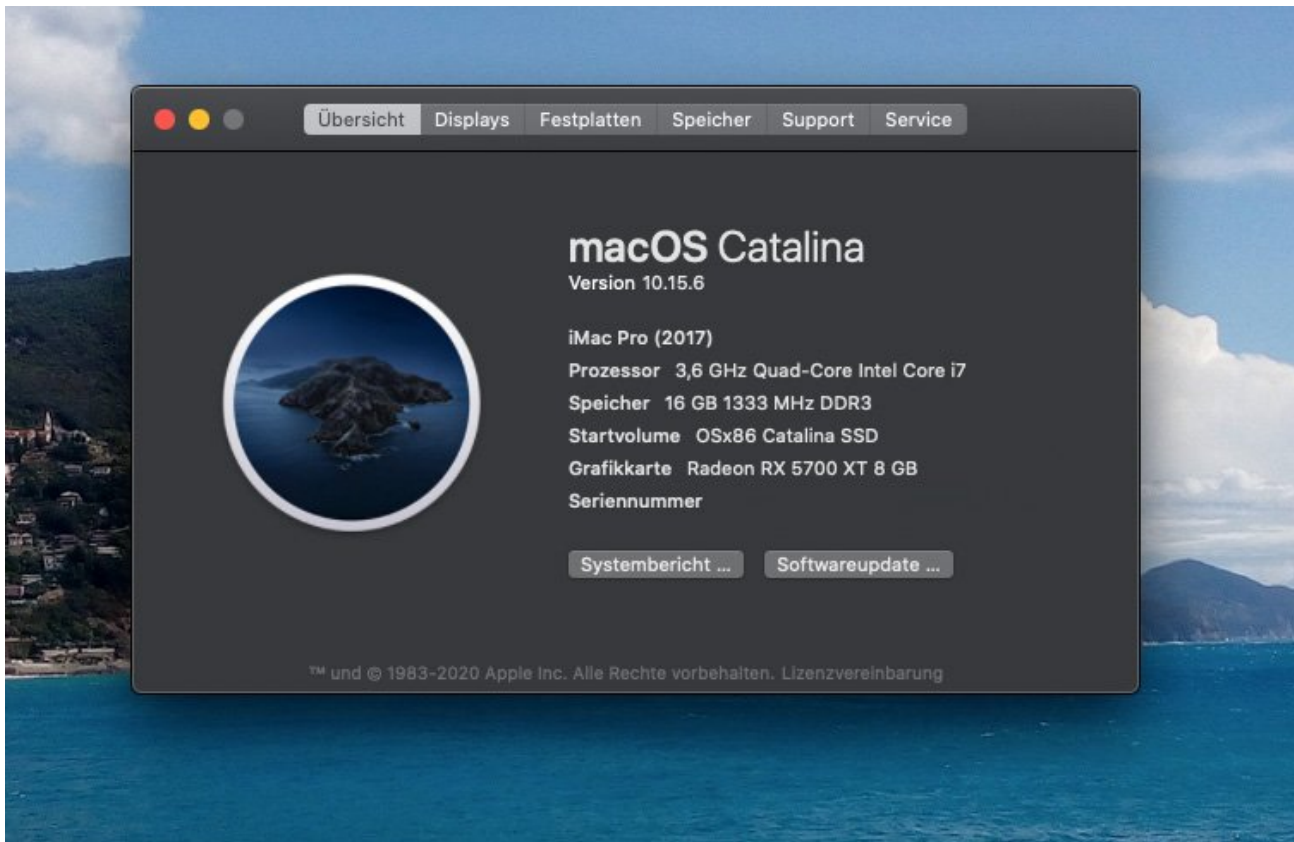 Übersicht Displays Festplatten Speicher Support Service
macOS Catalina
Version 10.15.6
iMac Pro (2017)
Prozessor 3,6 GHz Quad-Core Intel Core i7
Speicher 16 GB 1333 MHz DDR3
Startvolume OSx86 Catalina SSD
Grafikkarte Radeon RX 5700 XT 8 GB
Seriennummer
Systembericht ... Softwareupdate ...
™ und © 1983-2020 Apple Inc. Alle Rechte vorbehalten. Lizenzvereinbarung